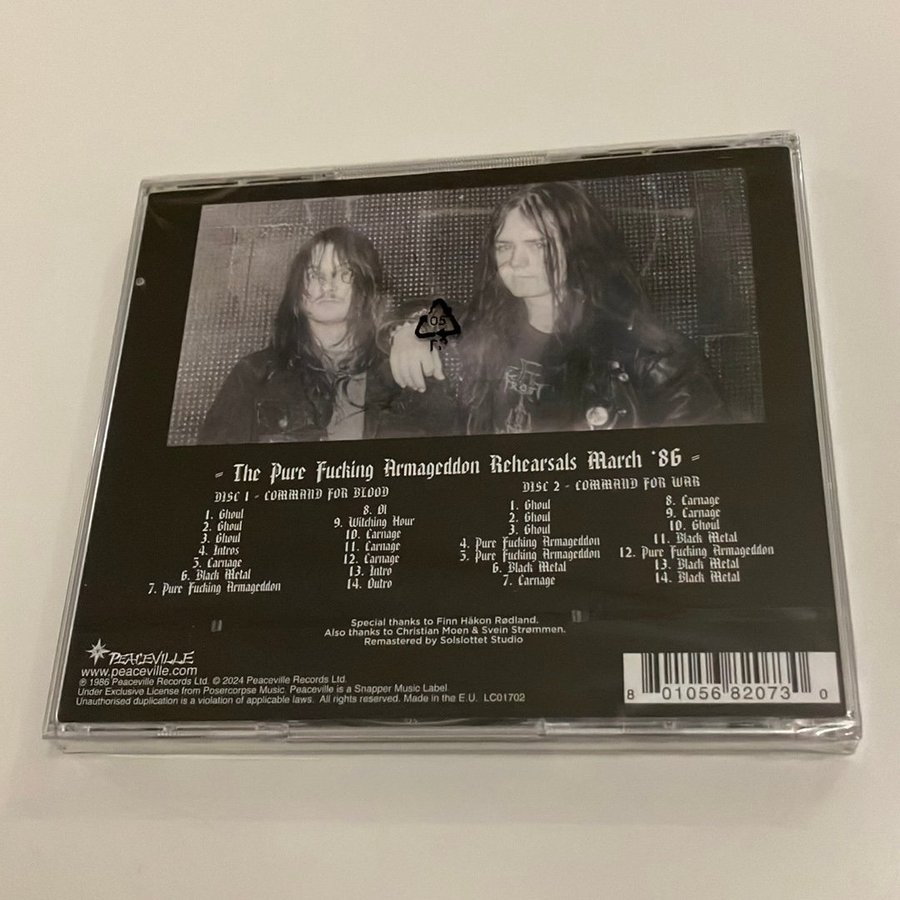 05
FROST
- The Pure Fucking Armageddon Rehearsals March '86 -
DISC 1 - COMMAND FOR BLOOD
1. Ghoul
2. Ghoul
3. Ghoul
4. Intros
5. Carnage
6. Black Metal
7. Pure Fucking Armageddon
8. Øl
9. Witching Hour
10. Carnage
11. Carnage
12. Carnage
13. Intro
14. Outro
DISC 2 - COMMAND FOR WAR
1. Ghoul
2. Ghoul
3. Ghoul
4. Pure Fucking Armageddon
5. Pure Fucking Armageddon
6. Black Metal
7. Carnage
8. Carnage
9. Carnage
10. Ghoul
11. Black Metal
12. Pure Fucking Armageddon
13. Black Metal
14. Black Metal
Special thanks to Finn Håkon Rødland.
Also thanks to Christian Moen & Svein Strømmen.
Remastered by Solslottet Studio
PEACEVILLE
www.peaceville.com
℗ 1986 Peaceville Records Ltd. © 2024 Peaceville Records Ltd.
Under Exclusive License from Posercorpse Music. Peaceville is a Snapper Music Label
Unauthorised duplication is a violation of applicable laws. All rights reserved. Made in the E.U. LC01702
8 01056 82073 0